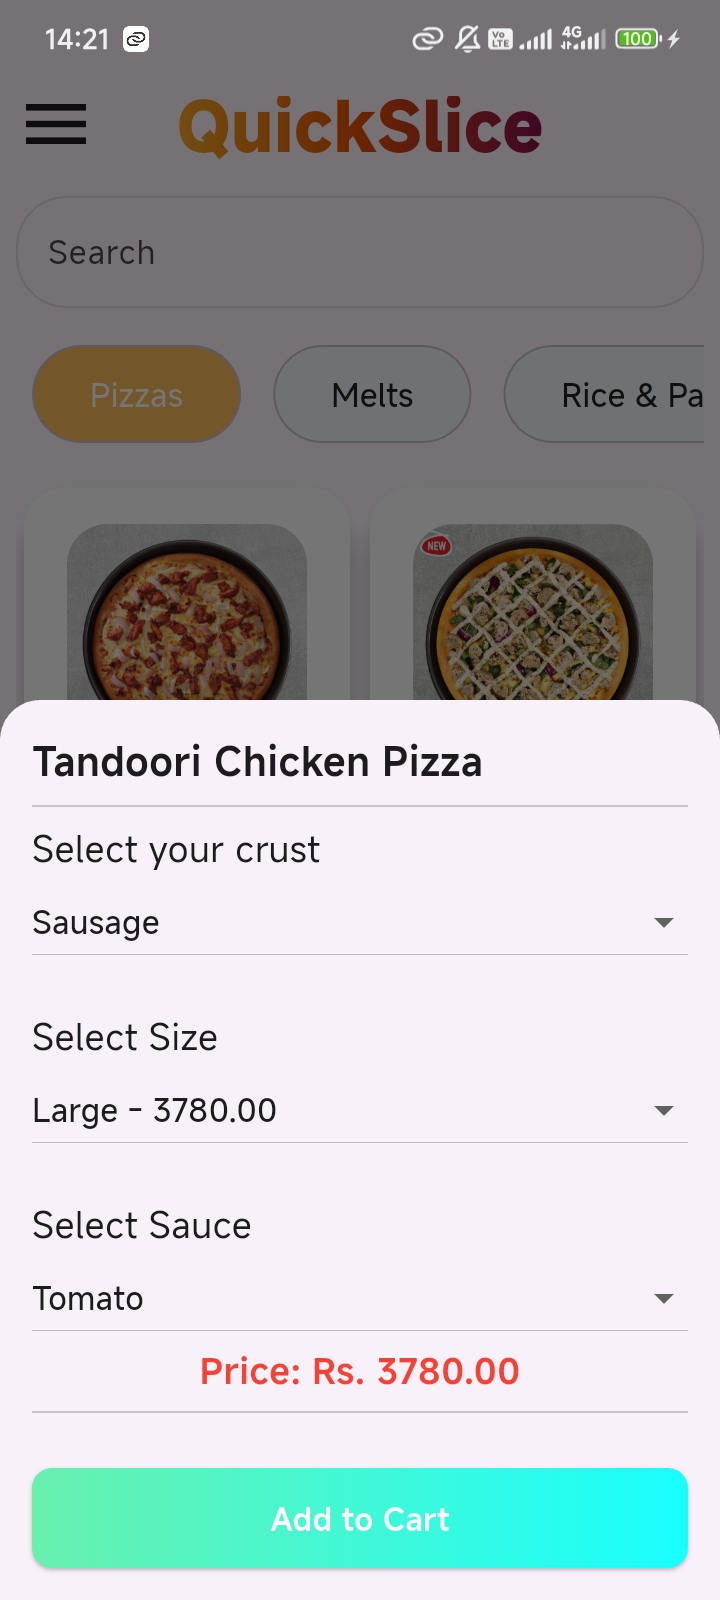 14:21
Vo LTE
4G
100
QuickSlice
Search
Pizzas Melts Rice & Pa
NEW
Tandoori Chicken Pizza
Select your crust
Sausage
Select Size
Large - 3780.00
Select Sauce
Tomato
Price: Rs. 3780.00
Add to Cart